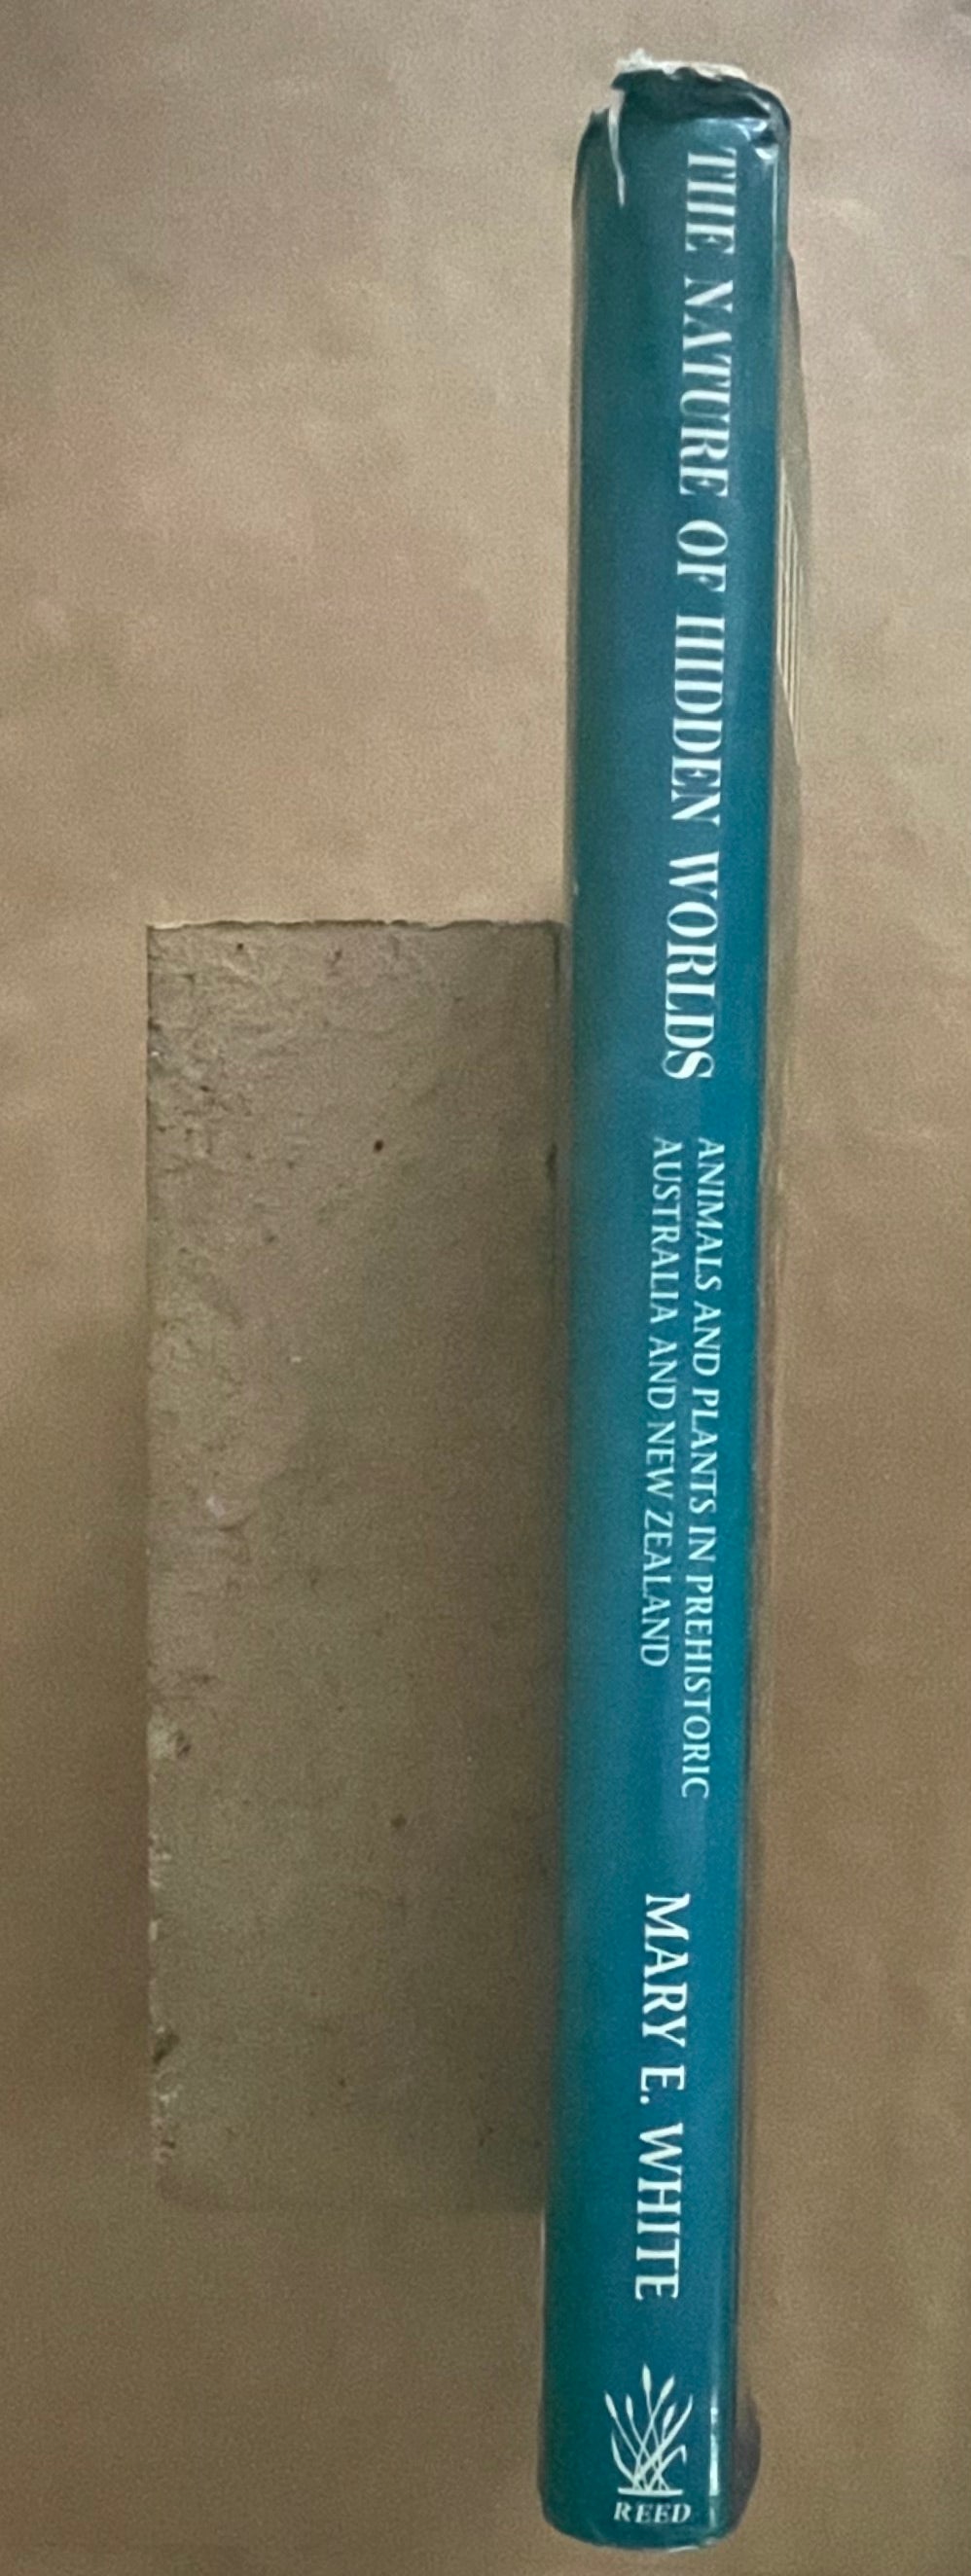 THE NATURE OF HIDDEN WORLDS
ANIMALS AND PLANTS IN PREHISTORIC
AUSTRALIA AND NEW ZEALAND
MARY E. WHITE
REED